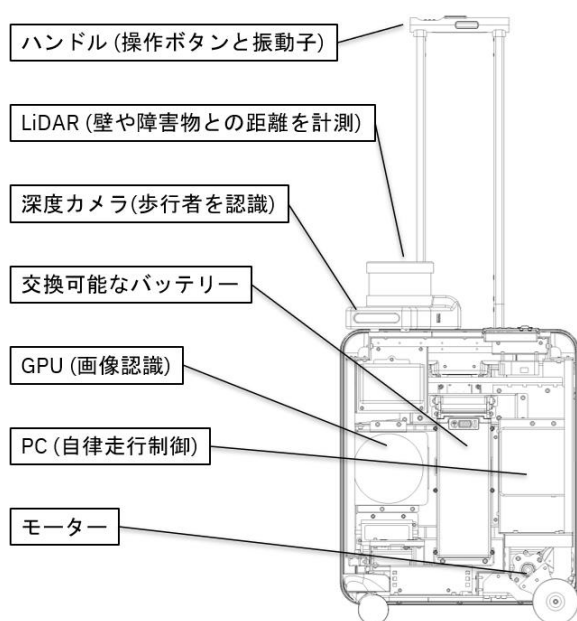 ハンドル (操作ボタンと振動子)
LiDAR (壁や障害物との距離を計測)
深度カメラ(歩行者を認識)
交換可能なバッテリー
GPU (画像認識)
PC (自律走行制御)
モーター